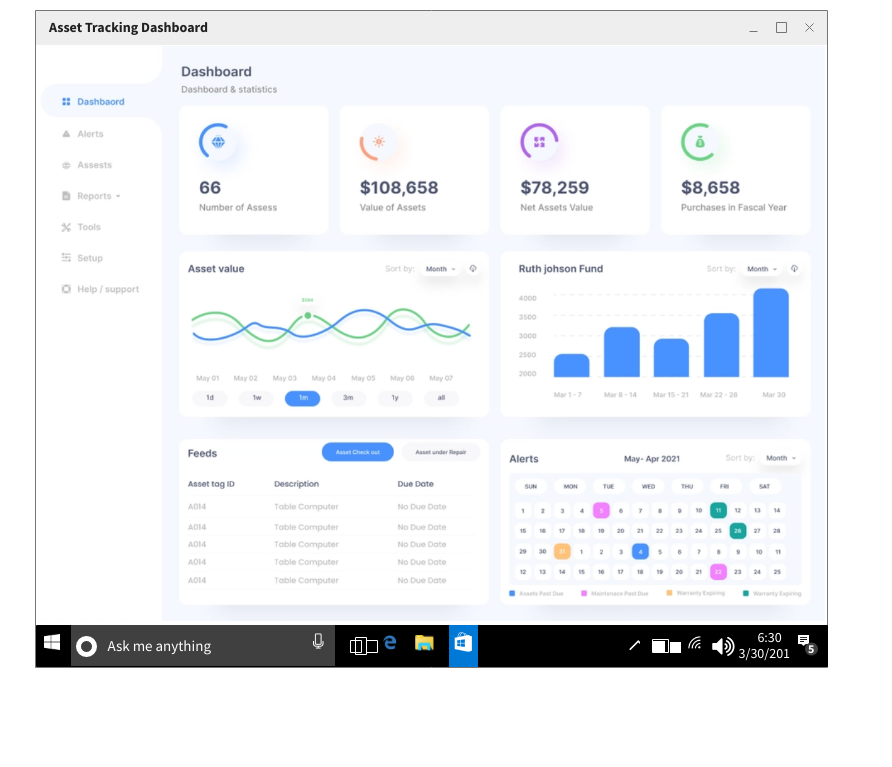 Asset Tracking Dashboard
Dashboard
Dashboard & statistics
Dashbaord
Alerts
Assests
Reports
Tools
Setup
Help / support
66
Number of Assess
$108,658
Value of Assets
$78,259
Net Assets Value
$8,658
Purchases in Fascal Year
Asset value
Sort by: Month
May 01 May 02 May 03 May 04 May 05 May 06 May 07
1d 1w 1m 3m 1y all
Ruth johson Fund
Sort by: Month
4000
3500
3000
2500
2000
Mar 1 - 7 Mar 8 - 14 Mar 15 - 21 Mar 22 - 28 Mar 30
Feeds
Asset Check out Asset under Repair
Asset tag ID Description Due Date
A014 Table Computer No Due Date
A014 Table Computer No Due Date
A014 Table Computer No Due Date
A014 Table Computer No Due Date
A014 Table Computer No Due Date
Alerts May- Apr 2021 Sort by: Month
SUN MON TUE WED THU FRI SAT
1 2 3 4 5 6 7 8 9 10 11 12 13 14
15 16 17 18 19 20 21 22 23 24 25 26 27 28
29 30 31 1 2 3 4 5 6 7 8 9 10 11
12 13 14 15 16 17 18 19 20 21 22 23 24 25
Assets Past Due Maintenace Past Due Warranty Expiring Warranty Expiring
Ask me anything
6:30
3/30/201
5